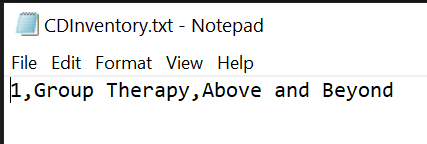 CDInventory.txt - Notepad
File Edit Format View Help
1,Group Therapy,Above and Beyond